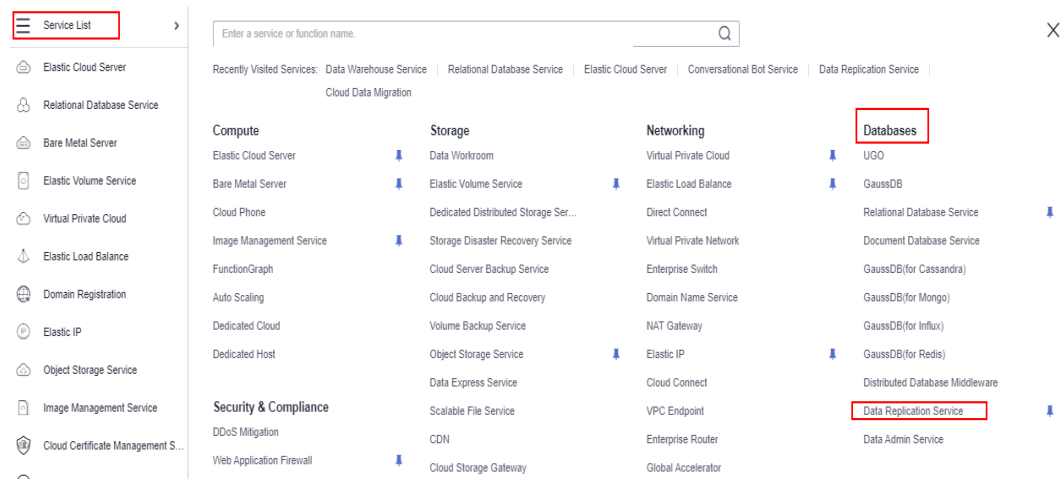 Service List
Elastic Cloud Server
Relational Database Service
Bare Metal Server
Elastic Volume Service
Virtual Private Cloud
Elastic Load Balance
Domain Registration
Elastic IP
Object Storage Service
Image Management Service
Cloud Certificate Management S...
Enter a service or function name.
Recently Visited Services: Data Warehouse Service Relational Database Service Elastic Cloud Server Conversational Bot Service Data Replication Service
Cloud Data Migration
Compute
Elastic Cloud Server
Bare Metal Server
Cloud Phone
Image Management Service
FunctionGraph
Auto Scaling
Dedicated Cloud
Dedicated Host
Security & Compliance
DDoS Mitigation
Web Application Firewall
Storage
Data Workroom
Elastic Volume Service
Dedicated Distributed Storage Ser...
Storage Disaster Recovery Service
Cloud Server Backup Service
Cloud Backup and Recovery
Volume Backup Service
Object Storage Service
Data Express Service
Scalable File Service
CDN
Cloud Storage Gateway
Networking
Virtual Private Cloud
Elastic Load Balance
Direct Connect
Virtual Private Network
Enterprise Switch
Domain Name Service
NAT Gateway
Elastic IP
Cloud Connect
VPC Endpoint
Enterprise Router
Global Accelerator
Databases
UGO
GaussDB
Relational Database Service
Document Database Service
GaussDB(for Cassandra)
GaussDB(for Mongo)
GaussDB(for Influx)
GaussDB(for Redis)
Distributed Database Middleware
Data Replication Service
Data Admin Service